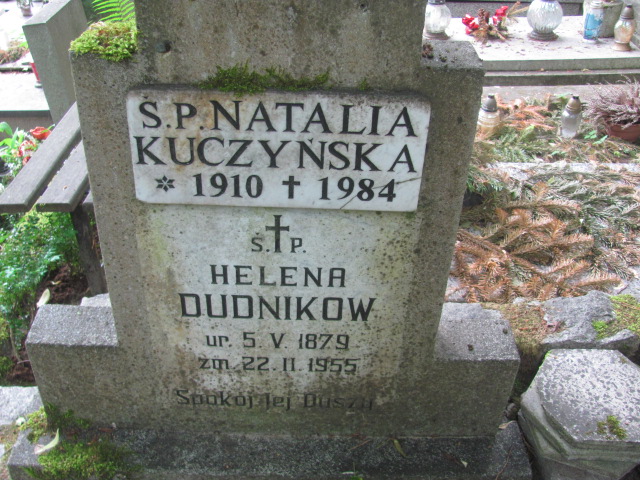 S.P. NATALIA
KUCZYŃSKA
* 1910 † 1984
Ś.†P.
HELENA
DUDNIKOW
ur. 5. V. 1879
zm. 22. II. 1955
Spokój Jej Duszy